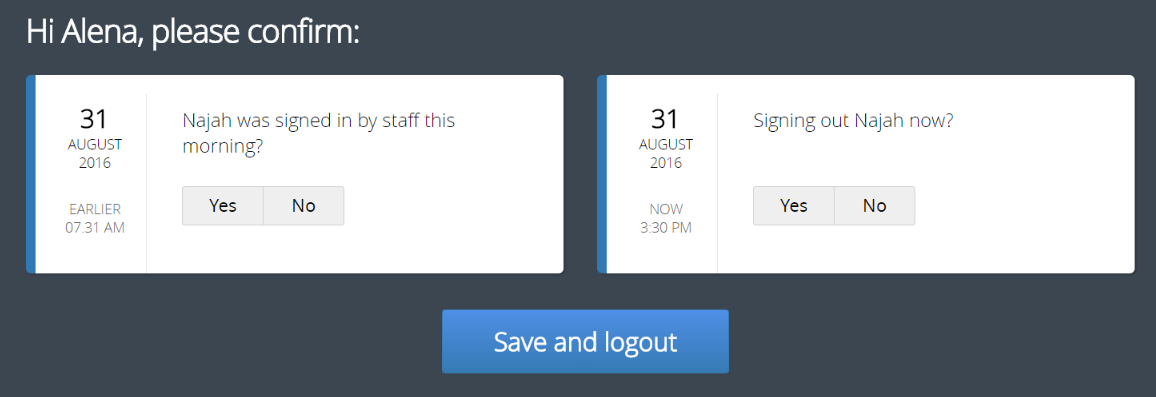 Hi Alena, please confirm:
31
AUGUST
2016
EARLIER
07.31 AM
Najah was signed in by staff this
morning?
Yes No
31
AUGUST
2016
NOW
3:30 PM
Signing out Najah now?
Yes No
Save and logout